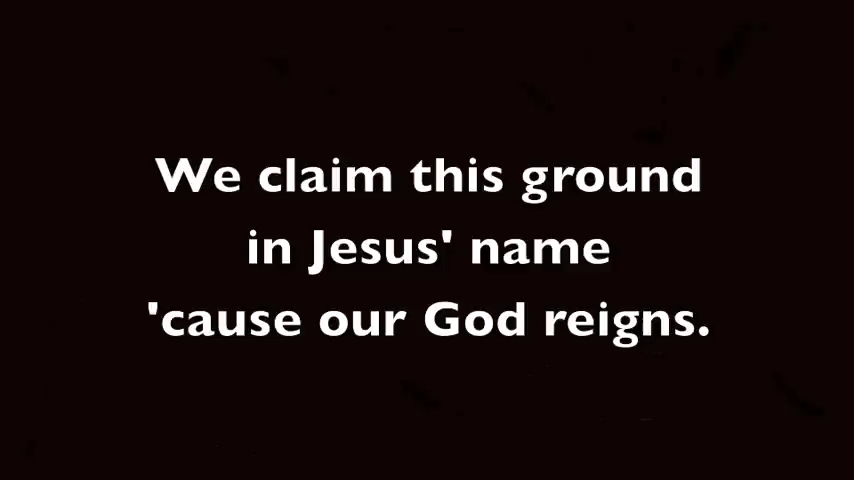 We claim this ground
in Jesus' name
'cause our God reigns.